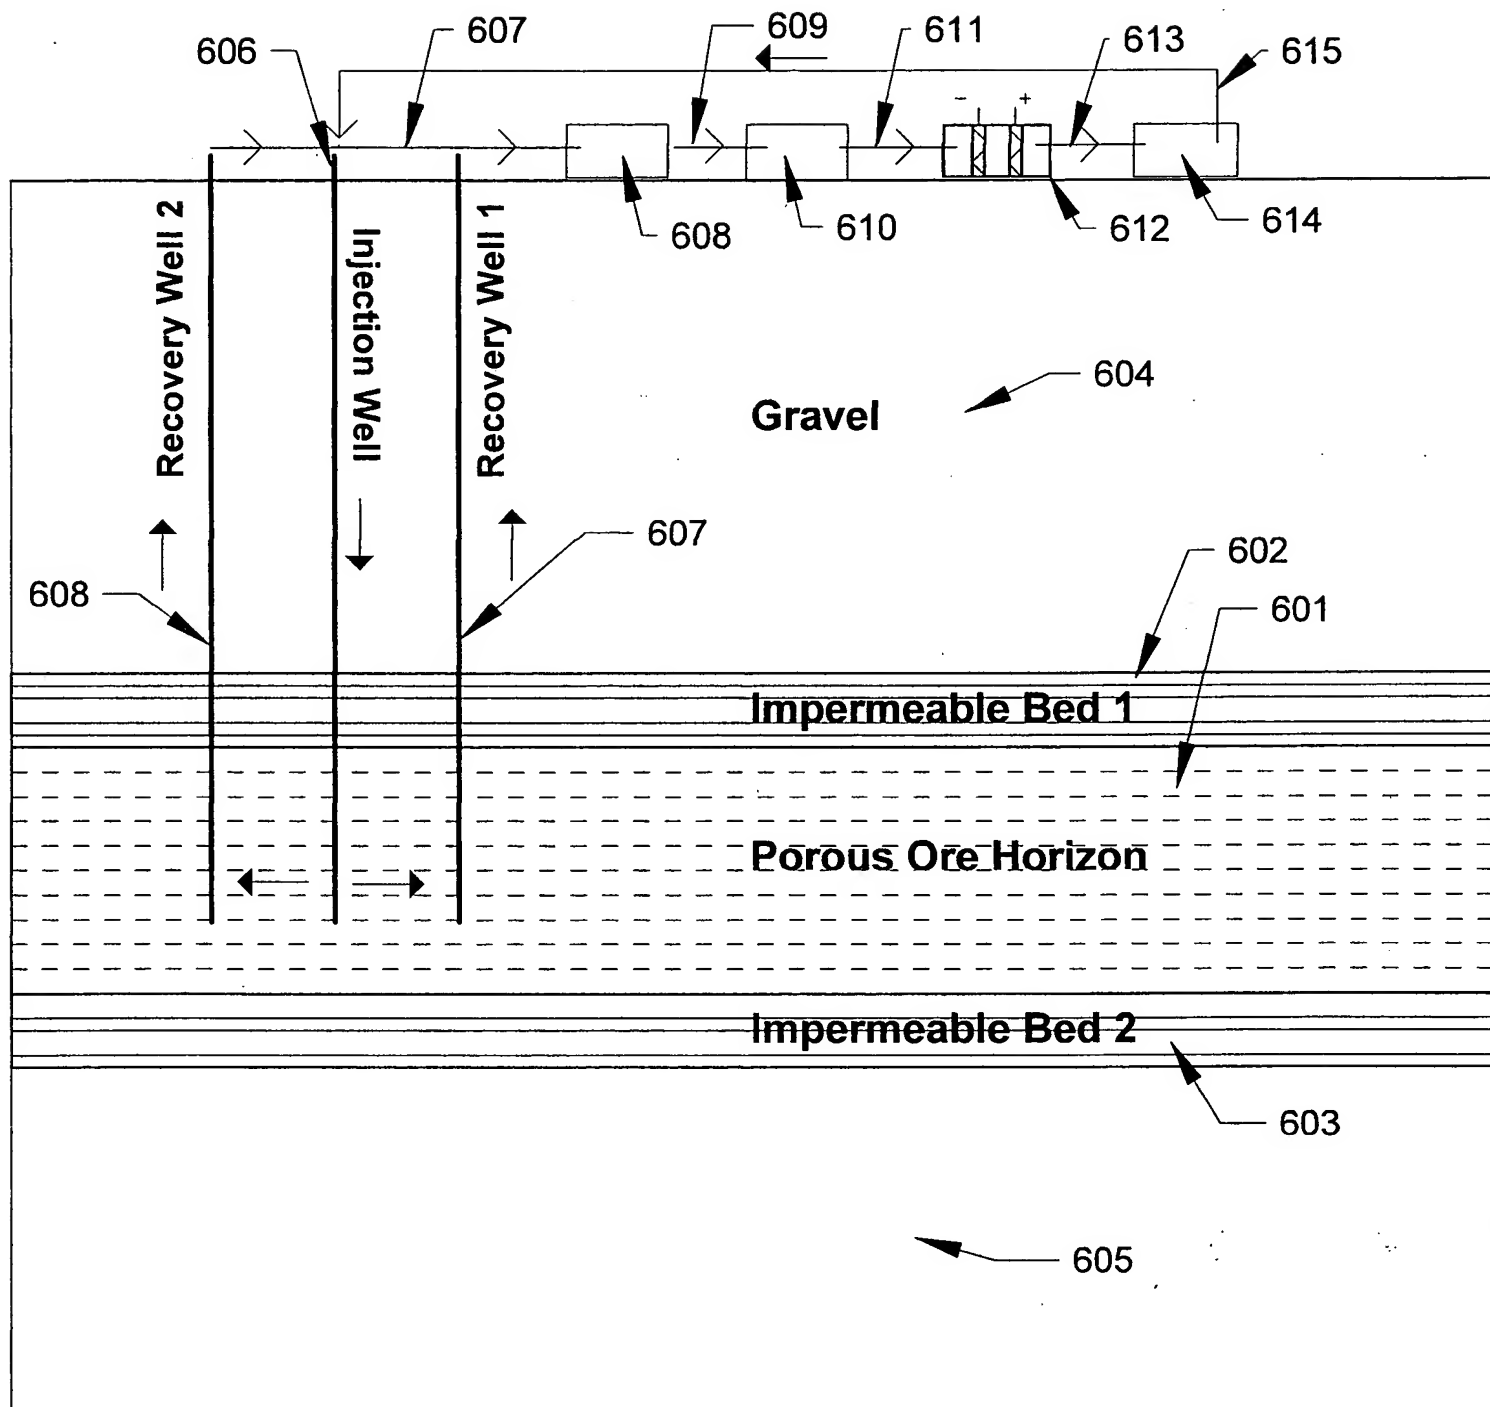 607
609
611
613
615
606
- +
608
610
612
614
Recovery Well 2
Injection Well
Recovery Well 1
604
Gravel
607
602
608
601
Impermeable Bed 1
Porous Ore Horizon
Impermeable Bed 2
603
605